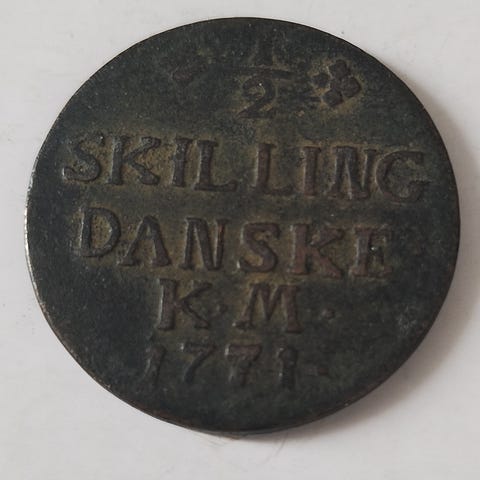 1/2
SKILLING
DANSKE
K·M·
1771·